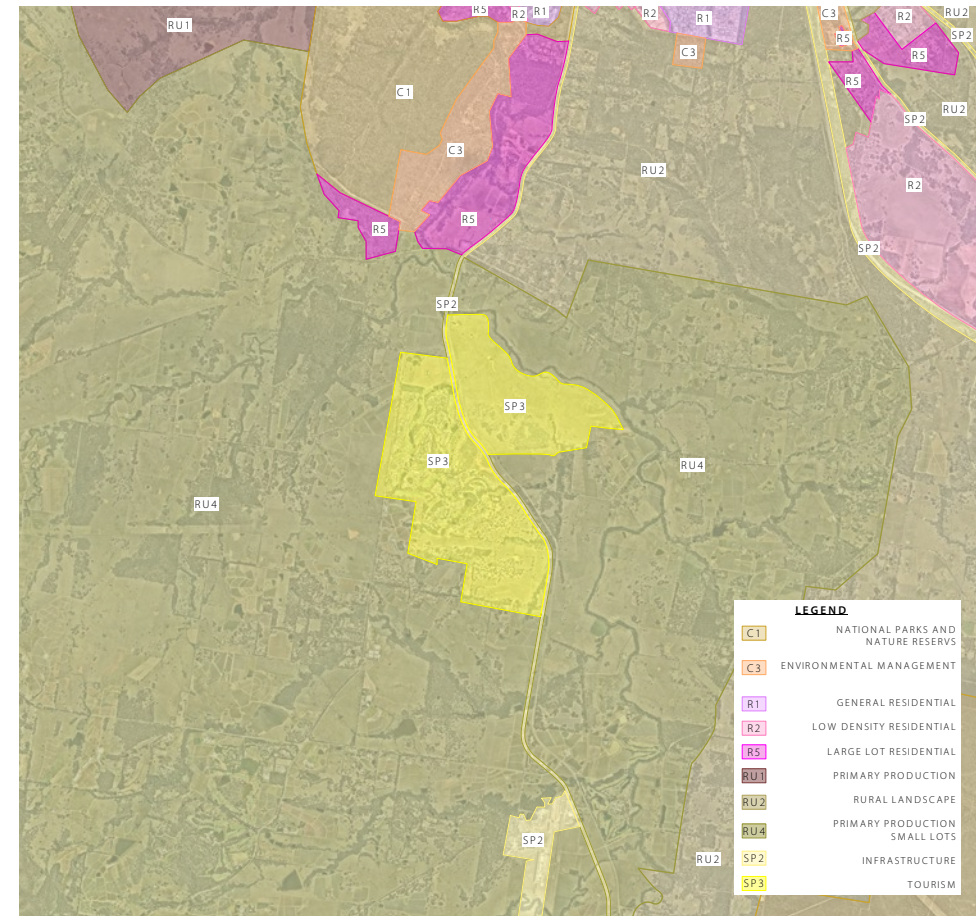 R5
R2
R1
R2
R1
C3
R2
RU2
RU1
SP2
R5
C3
R5
R5
C1
RU2
SP2
C3
RU2
R2
R5
R5
SP2
SP2
SP3
SP3
RU4
RU4
SP2
RU2
LEGEND
C1 NATIONAL PARKS AND
NATURE RESERVS
C3 ENVIRONMENTAL MANAGEMENT
R1 GENERAL RESIDENTIAL
R2 LOW DENSITY RESIDENTIAL
R5 LARGE LOT RESIDENTIAL
RU1 PRIMARY PRODUCTION
RU2 RURAL LANDSCAPE
RU4 PRIMARY PRODUCTION
SMALL LOTS
SP2 INFRASTRUCTURE
SP3 TOURISM